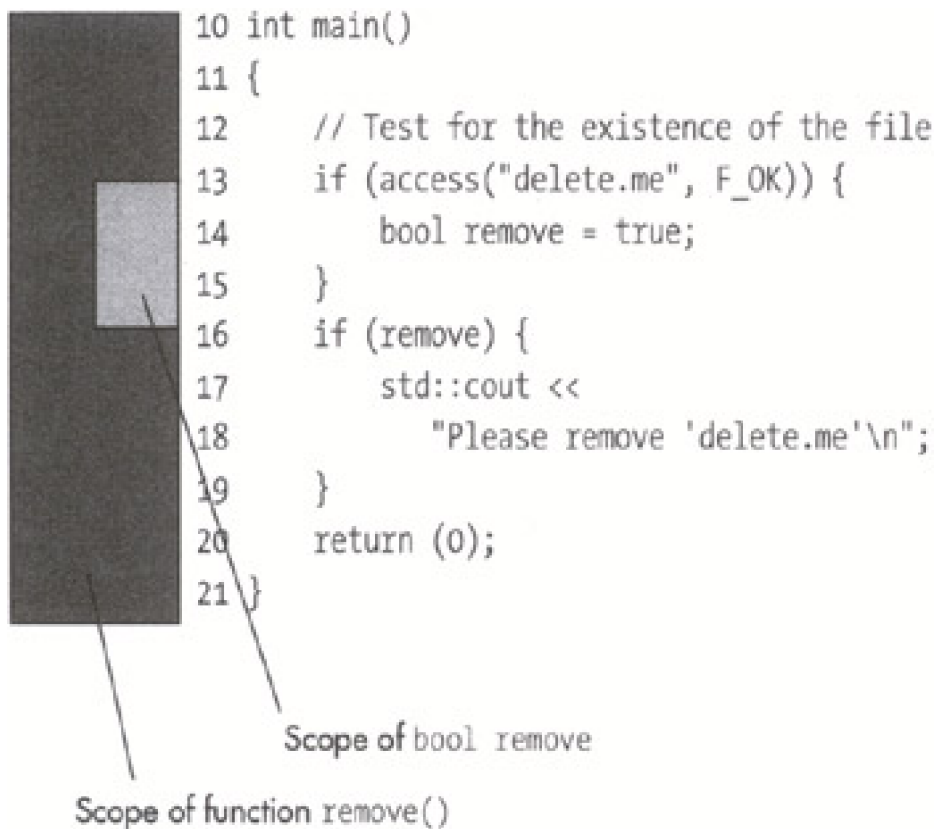 10 int main()
11 {
12     // Test for the existence of the file
13     if (access("delete.me", F_OK)) {
14         bool remove = true;
15     }
16     if (remove) {
17         std::cout <<
18             "Please remove 'delete.me'\n";
19     }
20     return (0);
21 }
Scope of bool remove
Scope of function remove()